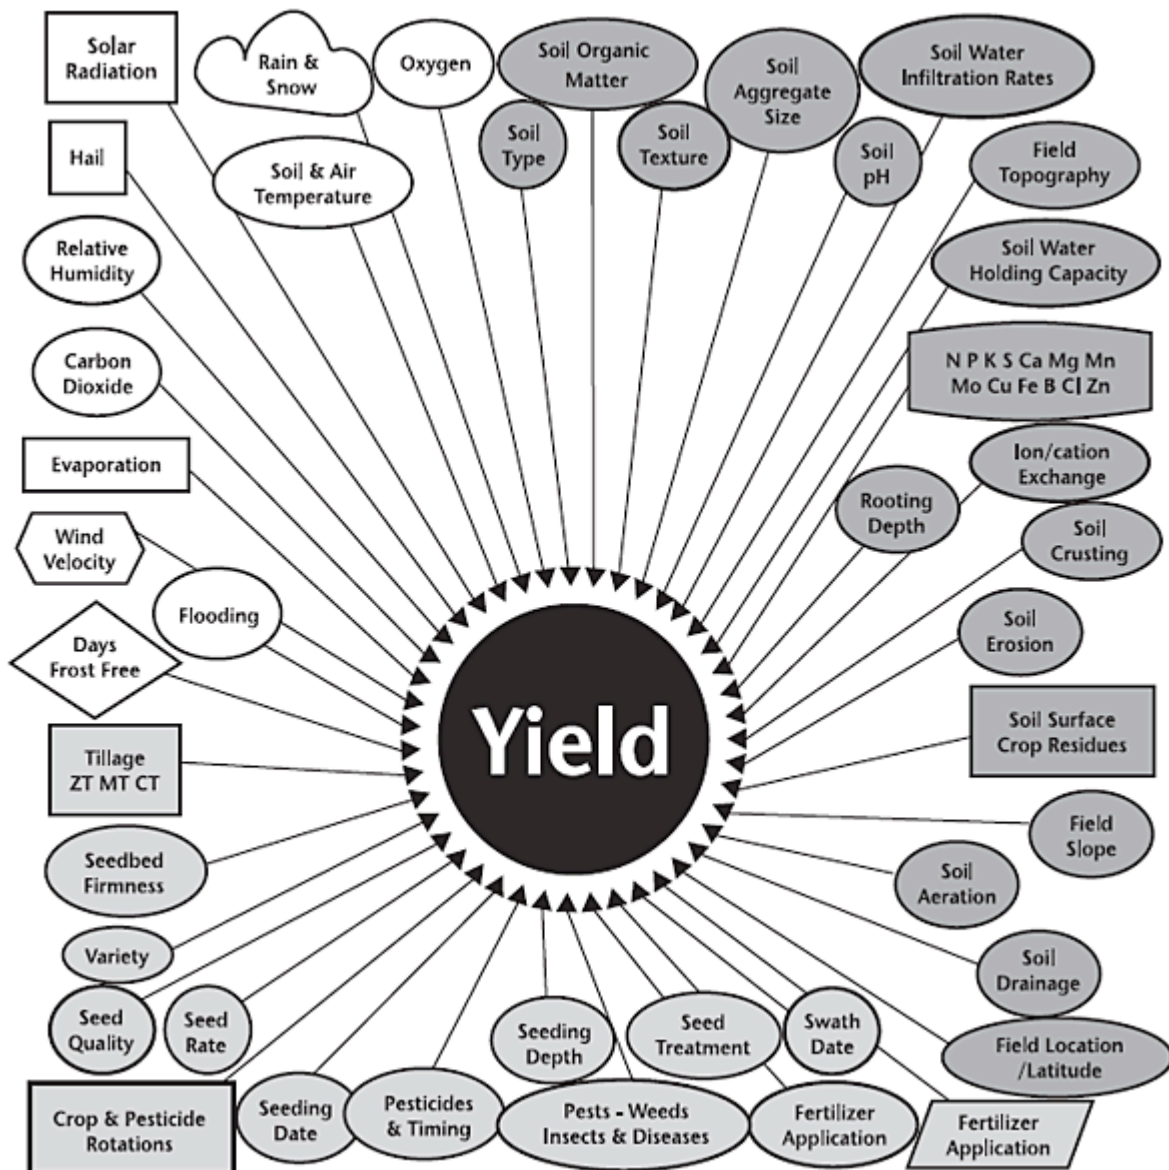 Solar
Radiation
Rain &
Snow
Oxygen
Soil Organic
Matter
Soil
Aggregate
Size
Soil Water
Infiltration Rates
Hail
Soil & Air
Temperature
Soil
Type
Soil
Texture
Soil
pH
Field
Topography
Relative
Humidity
Soil Water
Holding Capacity
Carbon
Dioxide
N P K S Ca Mg Mn
Mo Cu Fe B Cl Zn
Evaporation
Ion/cation
Exchange
Rooting
Depth
Wind
Velocity
Soil
Crusting
Flooding
Days
Frost Free
Soil
Erosion
Yield
Soil Surface
Crop Residues
Tillage
ZT MT CT
Field
Slope
Seedbed
Firmness
Soil
Aeration
Variety
Soil
Drainage
Seed
Quality
Seed
Rate
Seeding
Depth
Seed
Treatment
Swath
Date
Field Location
/Latitude
Crop & Pesticide
Rotations
Seeding
Date
Pesticides
& Timing
Pests - Weeds
Insects & Diseases
Fertilizer
Application
Fertilizer
Application